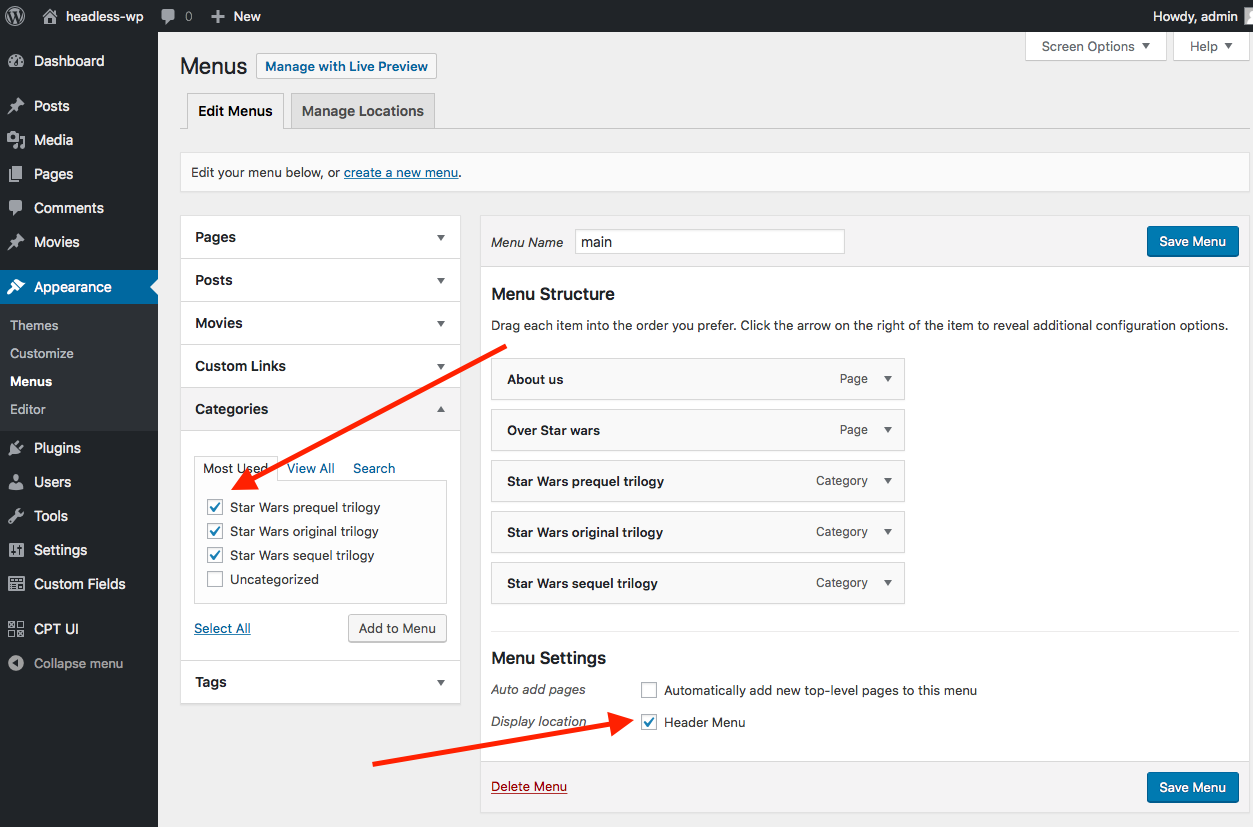 headless-wp 0 New Howdy, admin
Dashboard
Posts
Media
Pages
Comments
Movies
Appearance
Themes
Customize
Menus
Editor
Plugins
Users
Tools
Settings
Custom Fields
CPT UI
Collapse menu
Screen Options Help
Menus Manage with Live Preview
Edit Menus Manage Locations
Edit your menu below, or create a new menu.
Pages
Posts
Movies
Custom Links
Categories
Most Used View All Search
Star Wars prequel trilogy
Star Wars original trilogy
Star Wars sequel trilogy
Uncategorized
Select All Add to Menu
Tags
Menu Name main Save Menu
Menu Structure
Drag each item into the order you prefer. Click the arrow on the right of the item to reveal additional configuration options.
About us Page
Over Star wars Page
Star Wars prequel trilogy Category
Star Wars original trilogy Category
Star Wars sequel trilogy Category
Menu Settings
Auto add pages Automatically add new top-level pages to this menu
Display location Header Menu
Delete Menu Save Menu